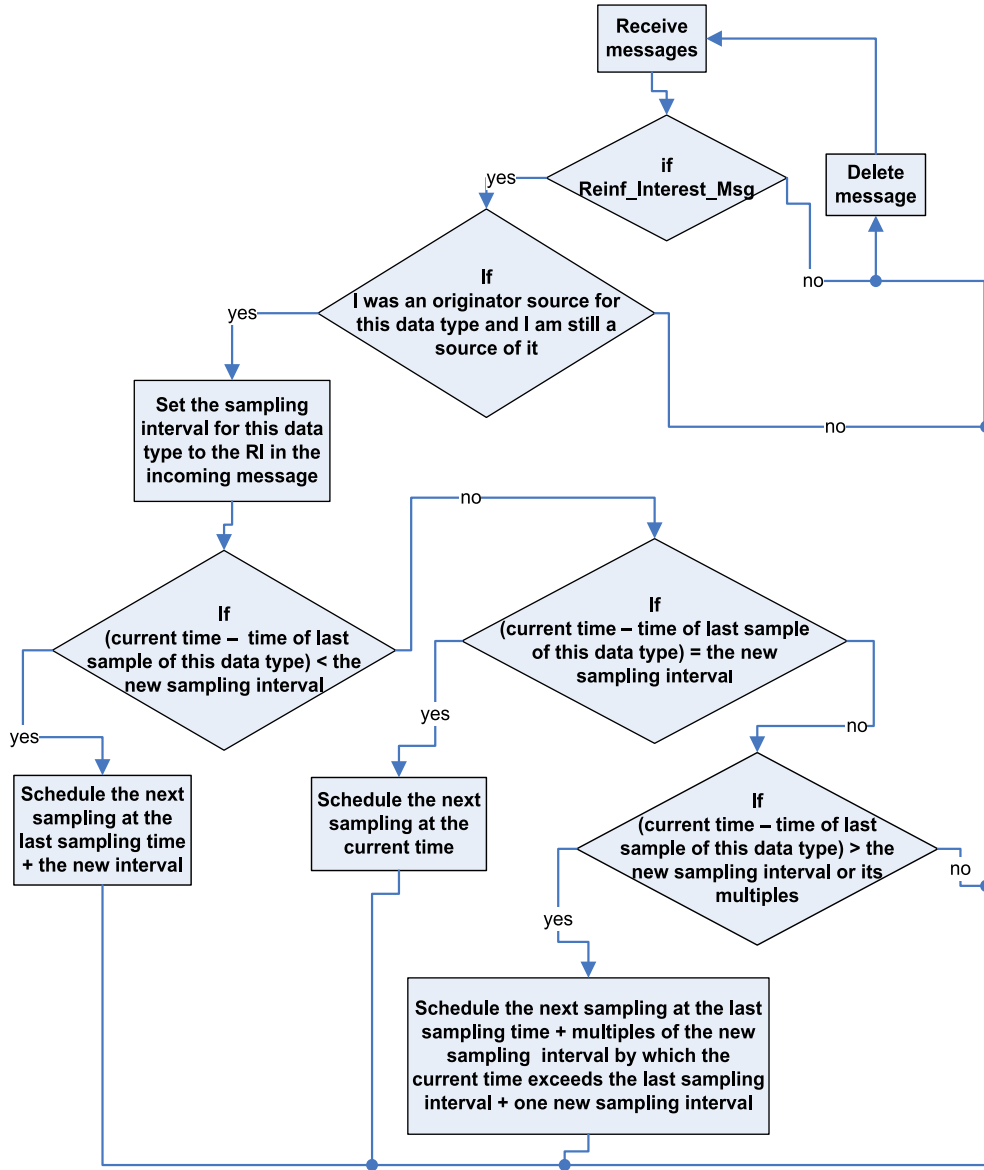 Receive
messages
if
Reinf_Interest_Msg
yes
no
Delete
message
If
I was an originator source for
this data type and I am still a
source of it
yes
no
Set the sampling
interval for this data
type to the RI in the
incoming message
no
If
(current time – time of last
sample of this data type) < the
new sampling interval
yes
If
(current time – time of last sample
of this data type) = the new
sampling interval
yes
no
Schedule the next
sampling at the
last sampling time
+ the new interval
Schedule the next
sampling at the
current time
If
(current time – time of last
sample of this data type) > the
new sampling interval or its
multiples
no
yes
Schedule the next sampling at the last
sampling time + multiples of the new
sampling interval by which the
current time exceeds the last sampling
interval + one new sampling interval